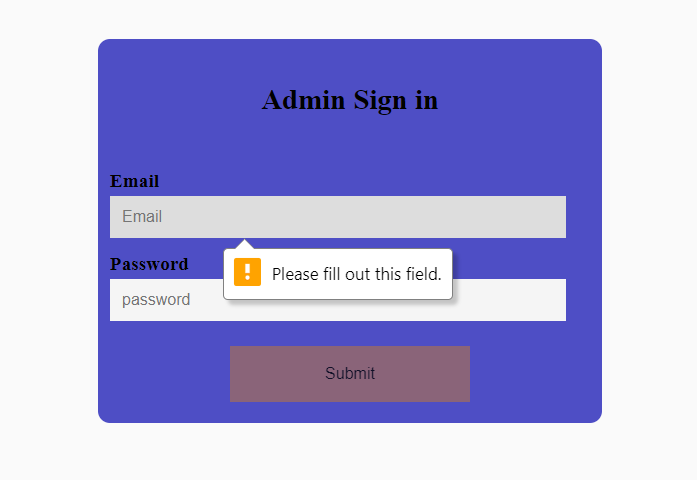 Admin Sign in
Email
Email
Password
Please fill out this field.
password
Submit